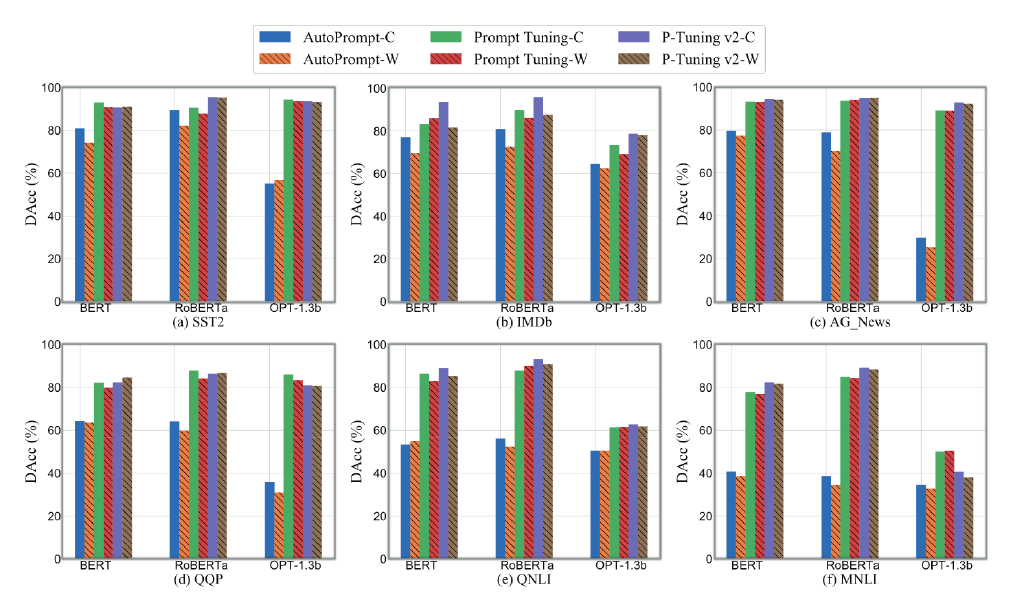 AutoPrompt-C Prompt Tuning-C P-Tuning v2-C
AutoPrompt-W Prompt Tuning-W P-Tuning v2-W
DAcc (%)
100
80
60
40
20
0
BERT RoBERTa OPT-1.3b
(a) SST2
DAcc (%)
100
80
60
40
20
0
BERT RoBERTa OPT-1.3b
(b) IMDb
DAcc (%)
100
80
60
40
20
0
BERT RoBERTa OPT-1.3b
(c) AG_News
DAcc (%)
100
80
60
40
20
0
BERT RoBERTa OPT-1.3b
(d) QQP
DAcc (%)
100
80
60
40
20
0
BERT RoBERTa OPT-1.3b
(e) QNLI
DAcc (%)
100
80
60
40
20
0
BERT RoBERTa OPT-1.3b
(f) MNLI